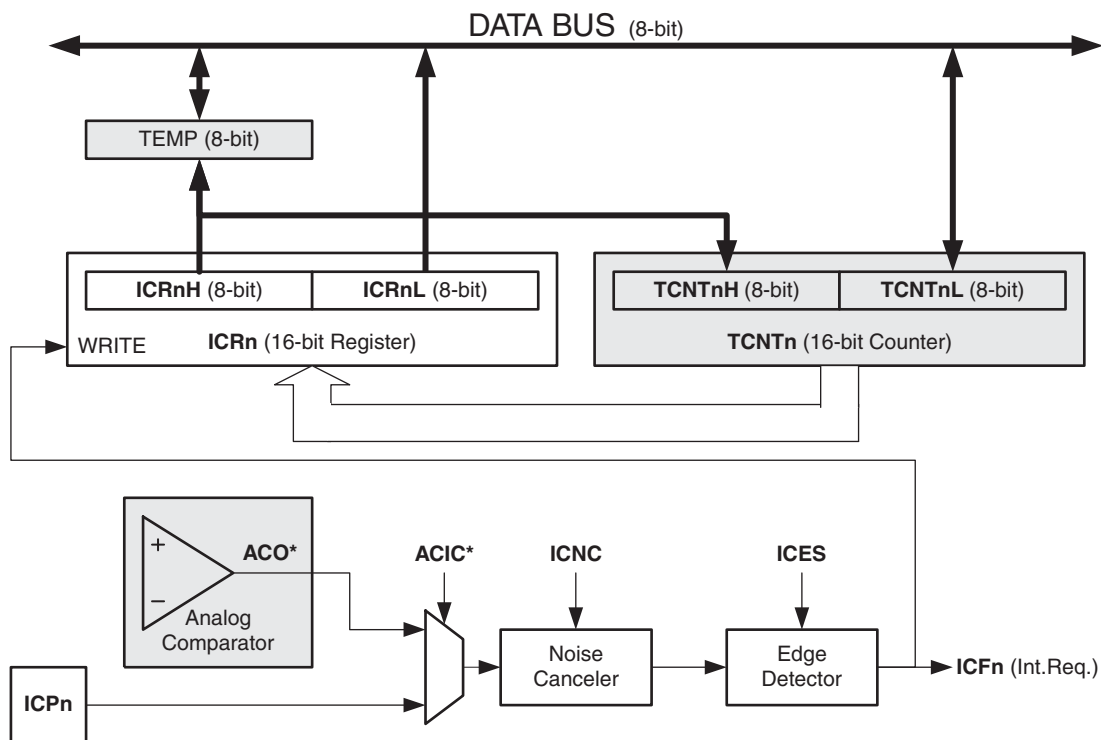 DATA BUS (8-bit)
TEMP (8-bit)
ICRnH (8-bit)
ICRnL (8-bit)
TCNTnH (8-bit)
TCNTnL (8-bit)
WRITE
ICRn (16-bit Register)
TCNTn (16-bit Counter)
+
−
ACO*
Analog
Comparator
ACIC*
ICNC
ICES
Noise
Canceler
Edge
Detector
ICFn (Int.Req.)
ICPn